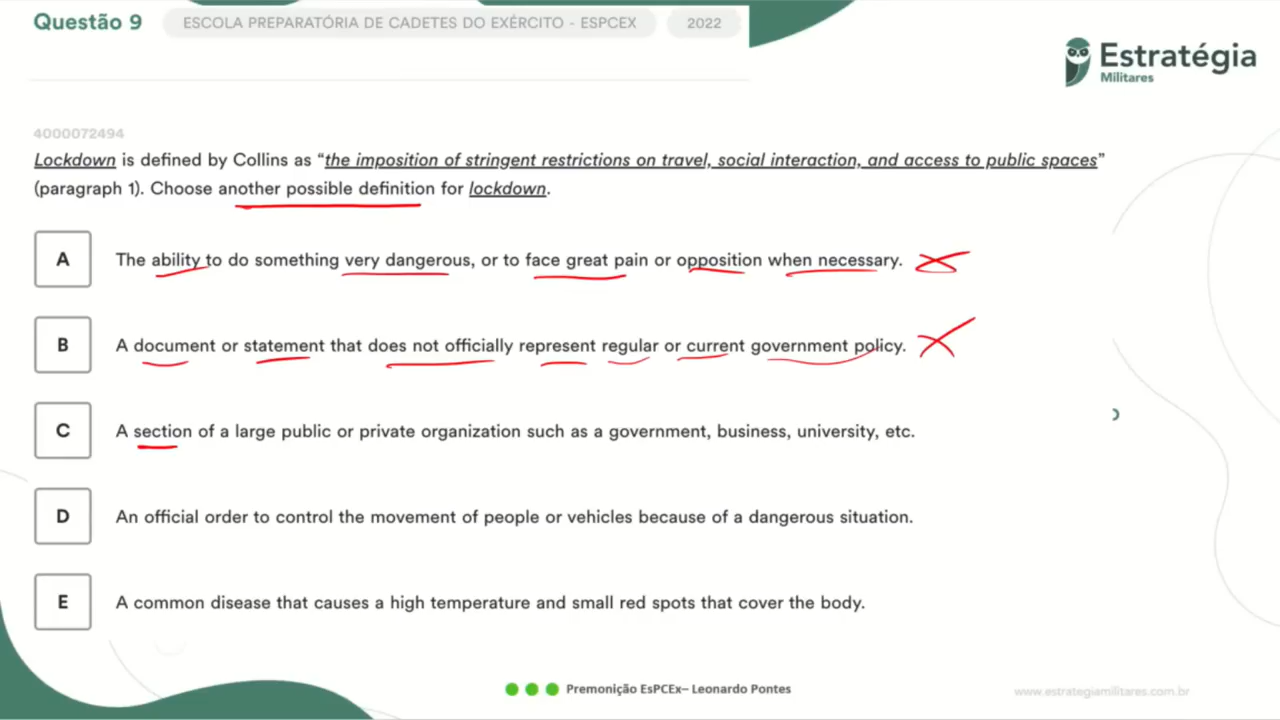 Questão 9 ESCOLA PREPARATÓRIA DE CADETES DO EXÉRCITO - ESPCEX 2022
Estratégia
Militares
4000072494
Lockdown is defined by Collins as “the imposition of stringent restrictions on travel, social interaction, and access to public spaces”
(paragraph 1). Choose another possible definition for lockdown.
A The ability to do something very dangerous, or to face great pain or opposition when necessary.
B A document or statement that does not officially represent regular or current government policy.
C A section of a large public or private organization such as a government, business, university, etc.
D An official order to control the movement of people or vehicles because of a dangerous situation.
E A common disease that causes a high temperature and small red spots that cover the body.
Premonição EsPCEx– Leonardo Pontes
www.estrategiamilitares.com.br